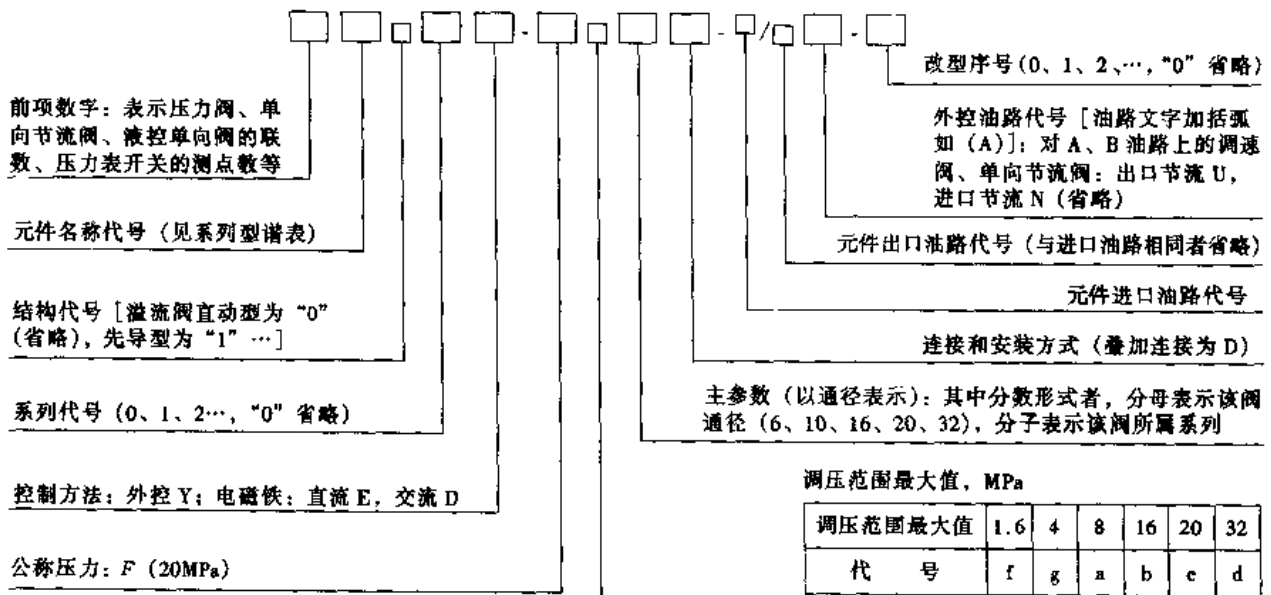 - - / -
前项数字：表示压力阀、单
向节流阀、液控单向阀的联
数、压力表开关的测点数等
元件名称代号（见系列型谱表）
结构代号［溢流阀直动型为“0”
（省略），先导型为“1”…］
系列代号（0、1、2…，“0”省略）
控制方法：外控 Y；电磁铁：直流 E，交流 D
公称压力：F（20MPa）
改型序号（0、1、2、…，“0”省略）
外控油路代号［油路文字加括弧
如（A）］；对 A、B 油路上的调速
阀、单向节流阀：出口节流 U，
进口节流 N（省略）
元件出口油路代号（与进口油路相同者省略）
元件进口油路代号
连接和安装方式（叠加连接为 D）
主参数（以通径表示）：其中分数形式者，分母表示该阀
通径（6、10、16、20、32），分子表示该阀所属系列
调压范围最大值，MPa
调压范围最大值 1.6 4 8 16 20 32
代 号 f g a b c d